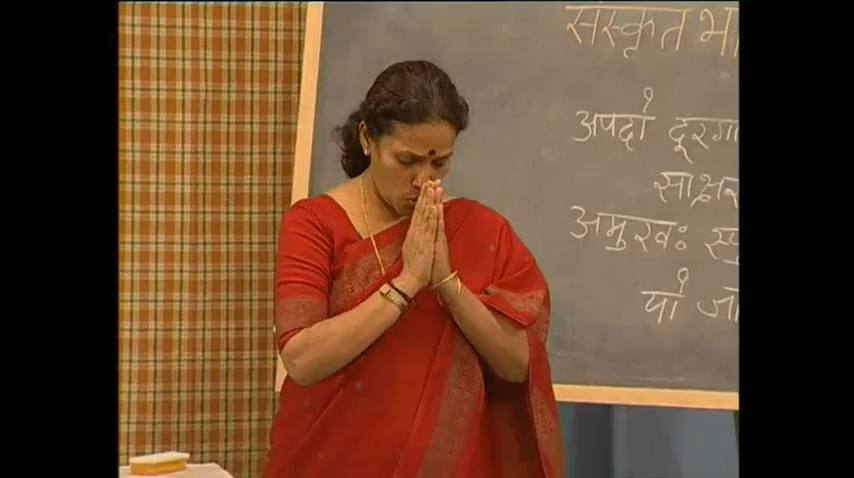 संस्कृत भा
अपदो दूरगा
साक्षर
अमुखः
यो जा